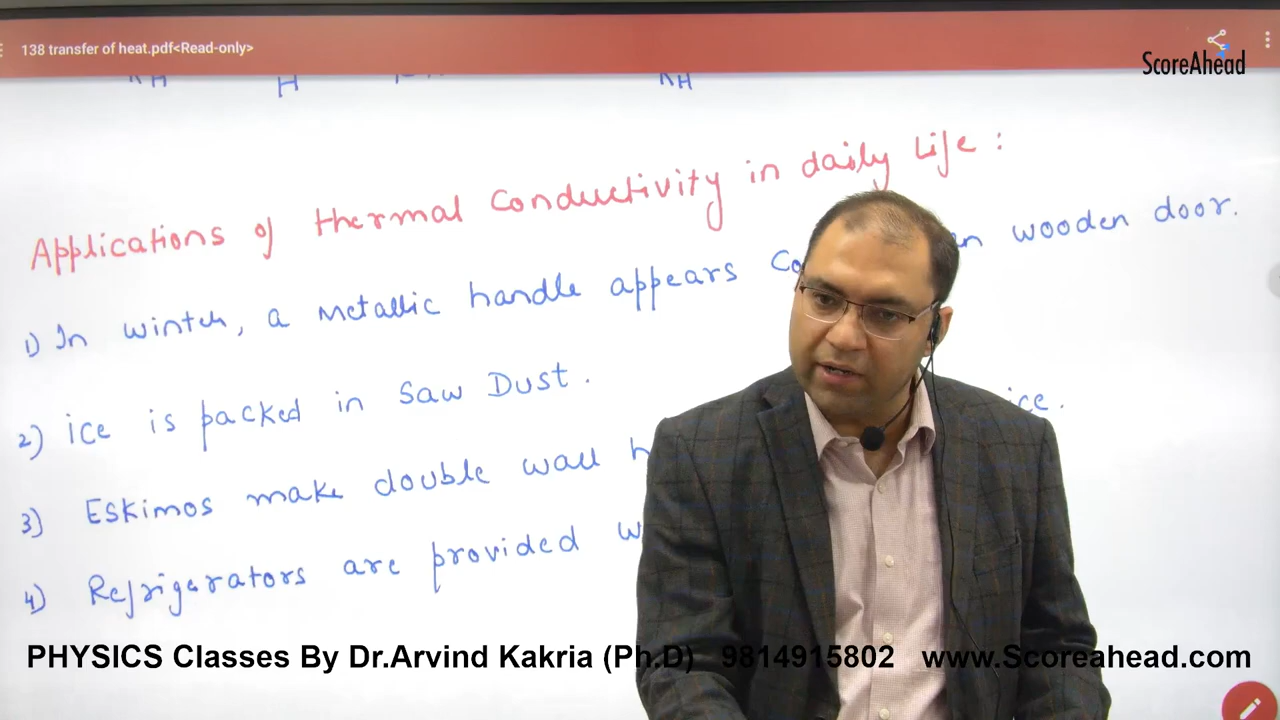 138 transfer of heat.pdf<Read-only>
ScoreAhead
Applications of thermal Conductivity in daily Life :
1) In winter, a metallic handle appears wooden door.
2) ice is packed in Saw Dust.
3) Eskimos make double wall ice.
4) Refrigerators are provided
PHYSICS Classes By Dr.Arvind Kakria (Ph.D) 9814915802 www.Scoreahead.com